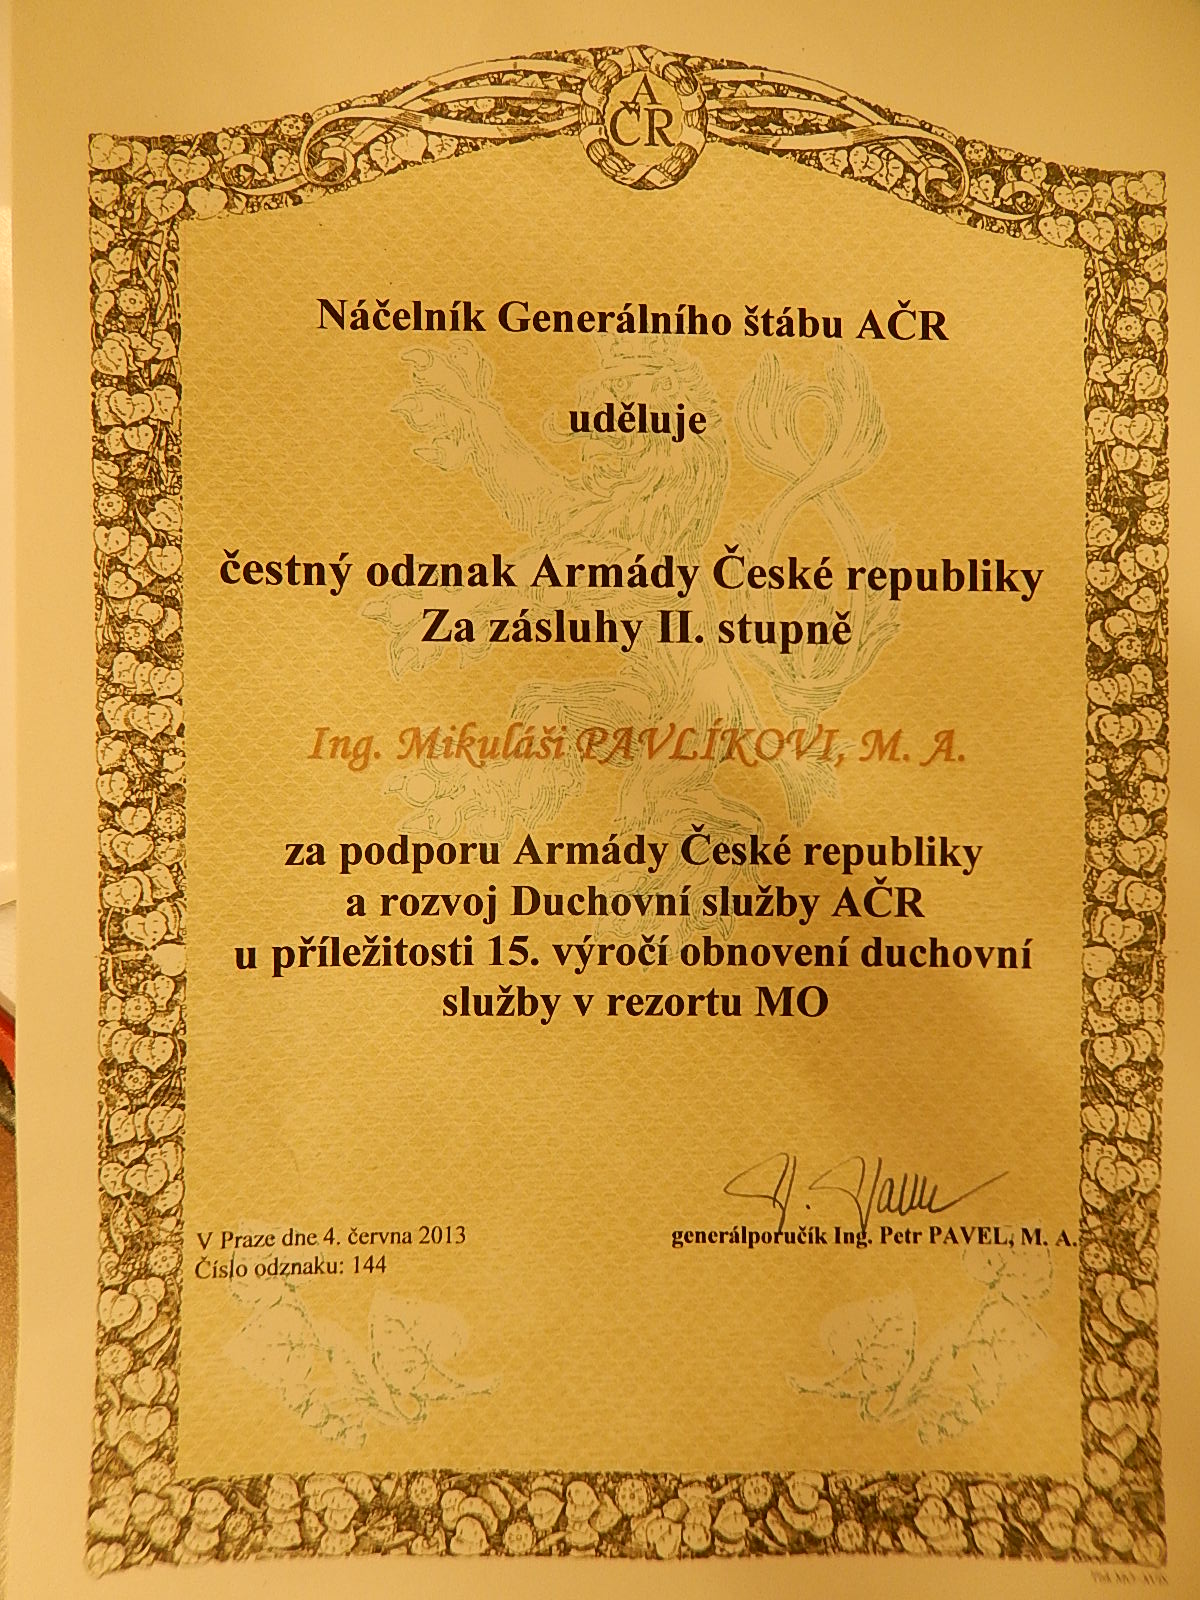 A
ČR
Náčelník Generálního štábu AČR
uděluje
čestný odznak Armády České republiky
Za zásluhy II. stupně
Ing. Mikuláši PAVLÍKOVI, M. A.
za podporu Armády České republiky
a rozvoj Duchovní služby AČR
u příležitosti 15. výročí obnovení duchovní
služby v rezortu MO
V Praze dne 4. června 2013
Číslo odznaku: 144
generálporučík Ing. Petr PAVEL, M. A.